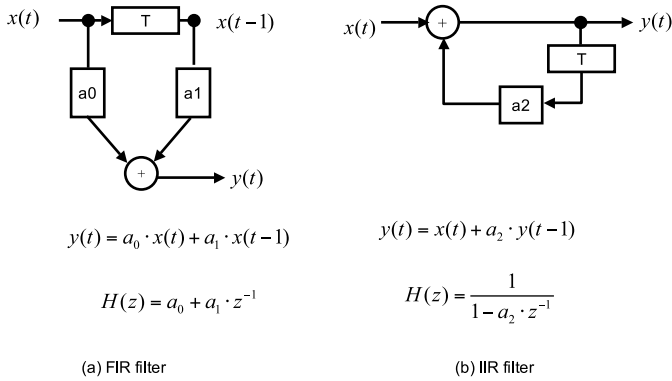 x(t)
T
x(t−1)
a0
a1
+
y(t)
y(t) = a₀ · x(t) + a₁ · x(t−1)
H(z) = a₀ + a₁ · z⁻¹
(a) FIR filter
x(t)
+
y(t)
T
a2
y(t) = x(t) + a₂ · y(t−1)
H(z) = 1 / (1 − a₂ · z⁻¹)
(b) IIR filter